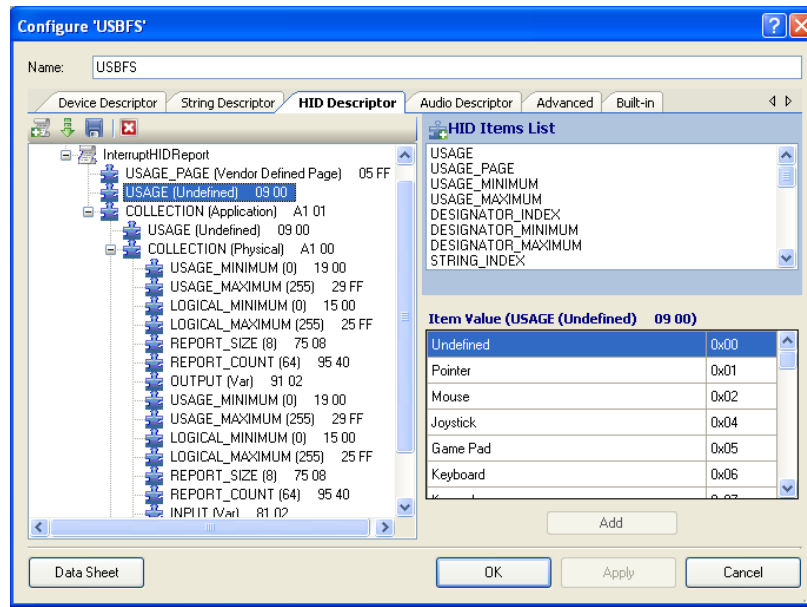 Configure 'USBFS'
Name: USBFS
Device Descriptor String Descriptor HID Descriptor Audio Descriptor Advanced Built-in
InterruptHIDReport
USAGE_PAGE (Vendor Defined Page) 05 FF
USAGE (Undefined) 09 00
COLLECTION (Application) A1 01
USAGE (Undefined) 09 00
COLLECTION (Physical) A1 00
USAGE_MINIMUM (0) 19 00
USAGE_MAXIMUM (255) 29 FF
LOGICAL_MINIMUM (0) 15 00
LOGICAL_MAXIMUM (255) 25 FF
REPORT_SIZE (8) 75 08
REPORT_COUNT (64) 95 40
OUTPUT (Var) 91 02
USAGE_MINIMUM (0) 19 00
USAGE_MAXIMUM (255) 29 FF
LOGICAL_MINIMUM (0) 15 00
LOGICAL_MAXIMUM (255) 25 FF
REPORT_SIZE (8) 75 08
REPORT_COUNT (64) 95 40
INPUT (Var) 81 02
HID Items List
USAGE
USAGE_PAGE
USAGE_MINIMUM
USAGE_MAXIMUM
DESIGNATOR_INDEX
DESIGNATOR_MINIMUM
DESIGNATOR_MAXIMUM
STRING_INDEX
Item Value (USAGE (Undefined) 09 00)
Undefined 0x00
Pointer 0x01
Mouse 0x02
Joystick 0x04
Game Pad 0x05
Keyboard 0x06
Add
Data Sheet OK Apply Cancel